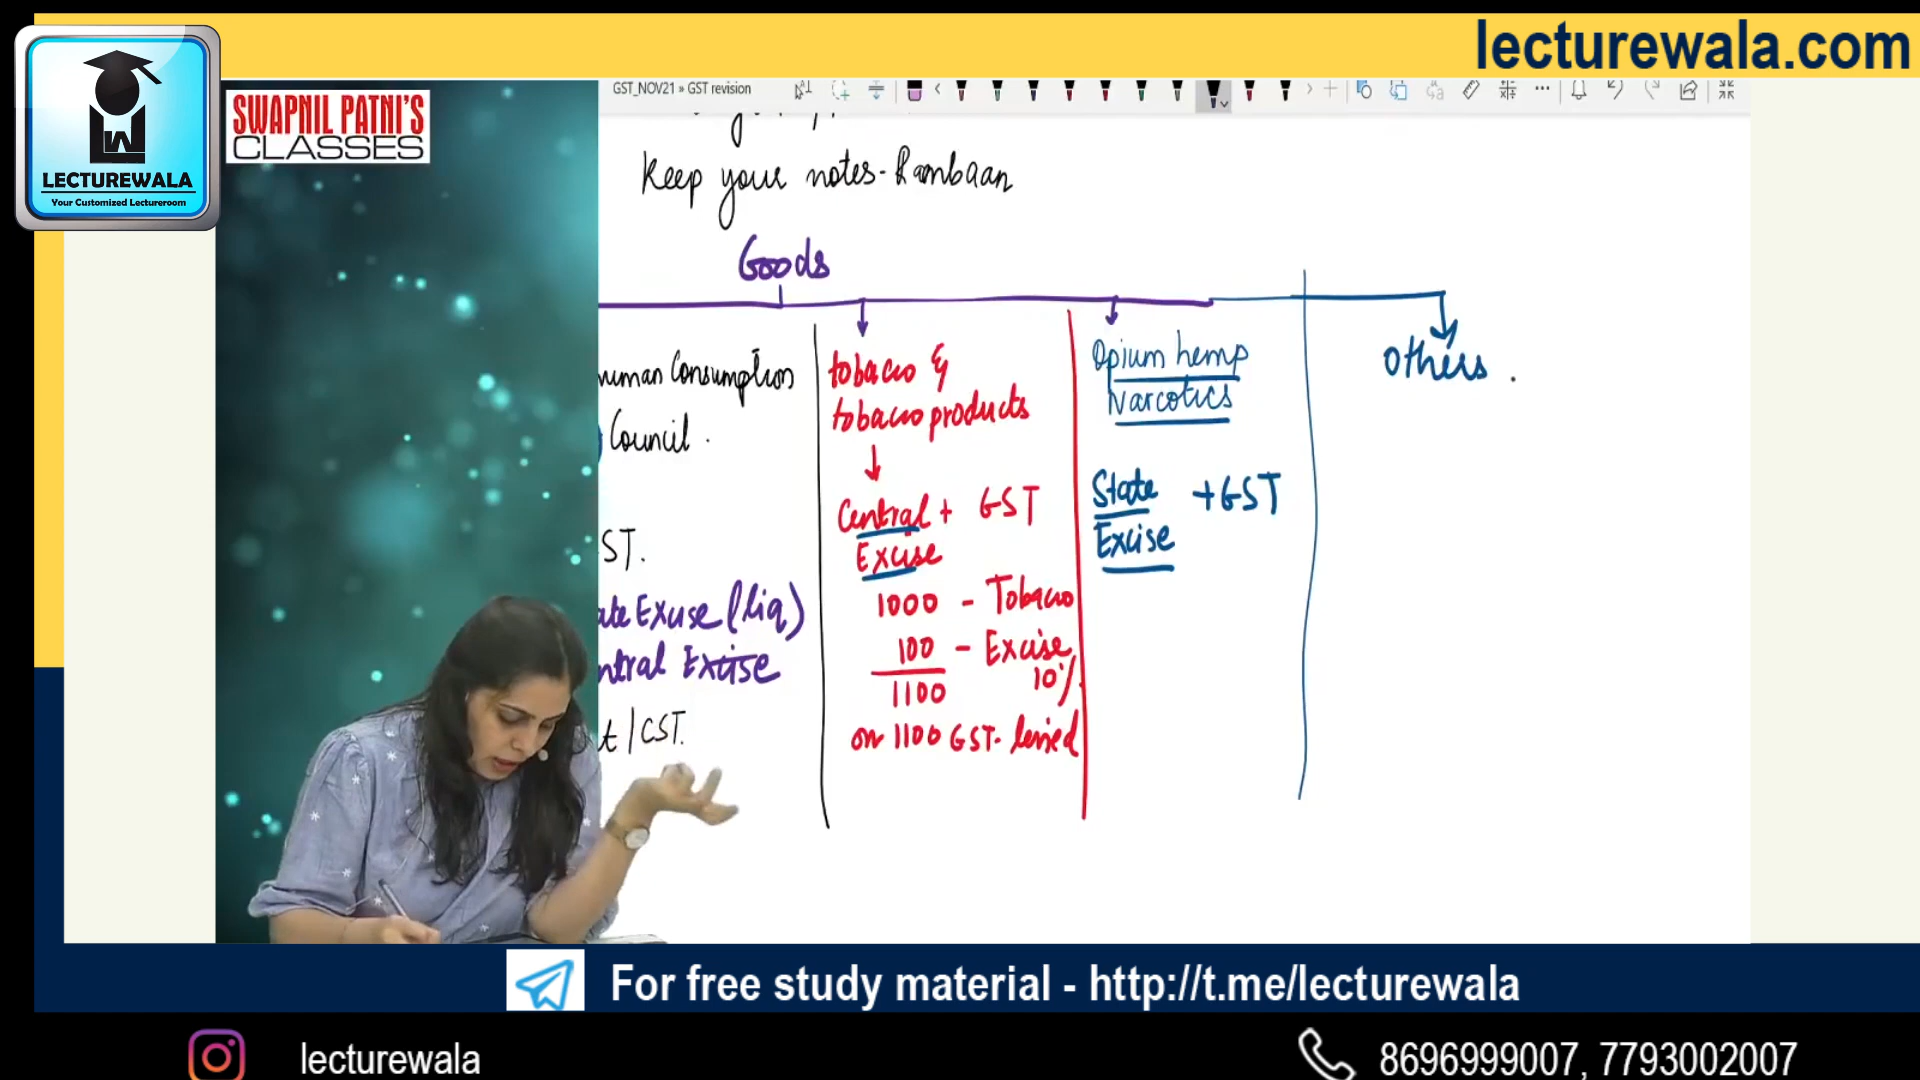 lecturewala.com
LECTUREWALA
Your Customized Lectureroom
SWAPNIL PATNI'S
CLASSES
GST_NOV21 » GST revision
Keep your notes-Rambaan
Goods
human Consumption
Council.
ST.
ate Excise (liq)
ntral Excise
t/CST.
tobacco &
tobacco products
Central + GST
Excise
1000 - Tobacco
100 - Excise
10%.
1100
on 1100 GST- levied
Opium hemp
Narcotics
State + GST
Excise
Others.
For free study material - http://t.me/lecturewala
lecturewala
8696999007, 7793002007